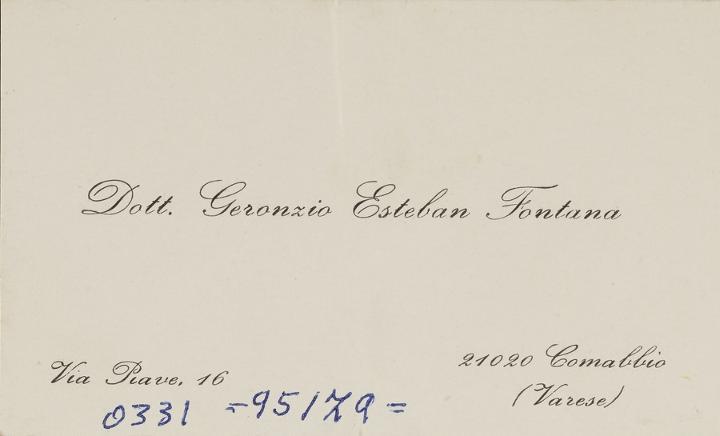 Dott. Geronzio Esteban Fontana
Via Piave, 16
21020 Comabbio
(Varese)
0331 =95179=